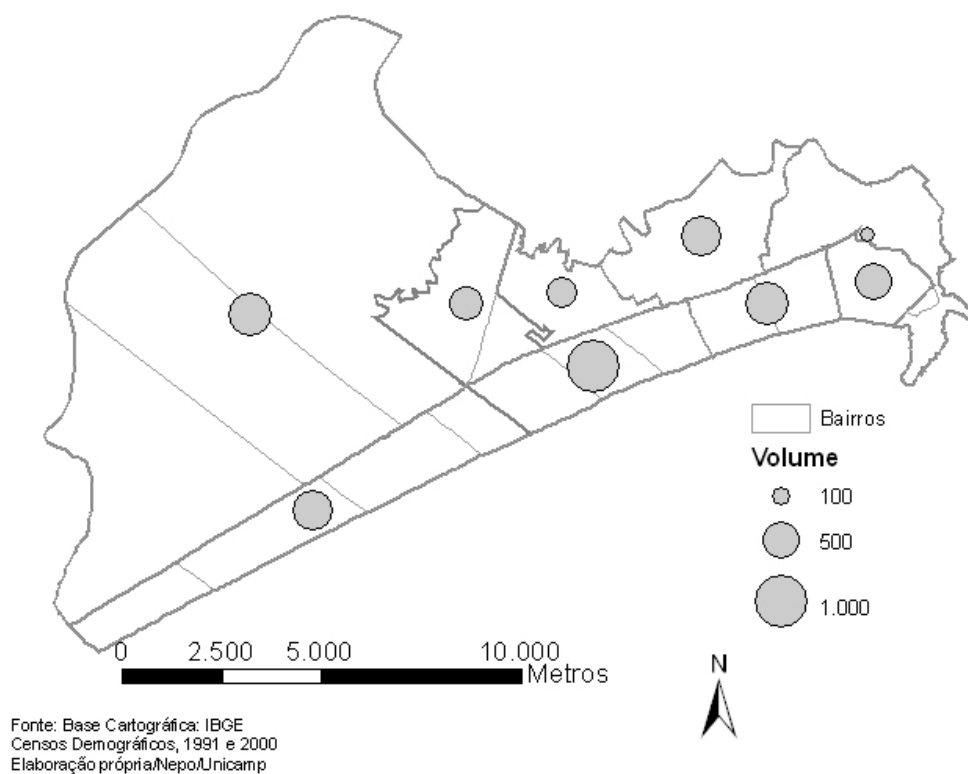 Bairros
Volume
100
500
1.000
0 2.500 5.000 10.000
Metros
N
Fonte: Base Cartográfica: IBGE
Censos Demográficos, 1991 e 2000
Elaboração própria/Nepo/Unicamp